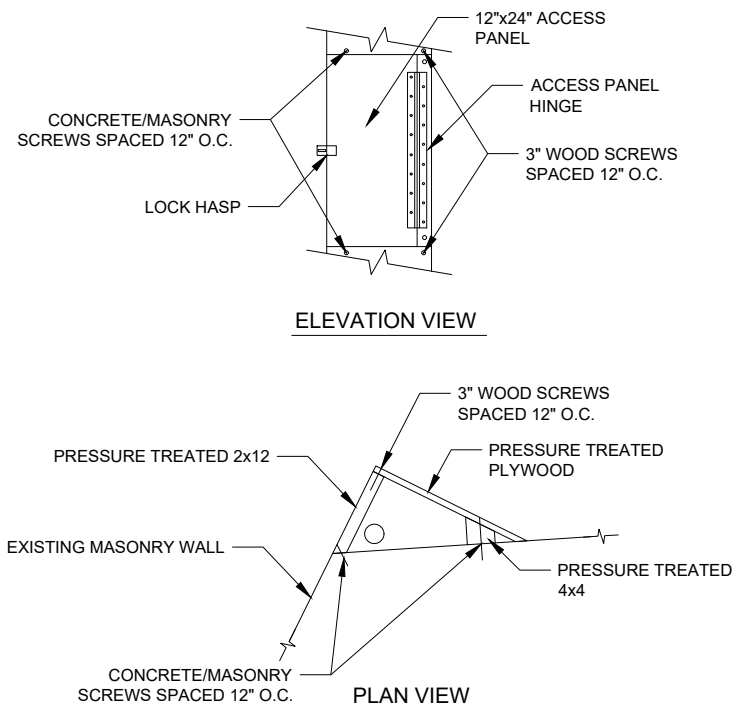 12"x24" ACCESS
PANEL
ACCESS PANEL
HINGE
CONCRETE/MASONRY
SCREWS SPACED 12" O.C.
3" WOOD SCREWS
SPACED 12" O.C.
LOCK HASP
ELEVATION VIEW
3" WOOD SCREWS
SPACED 12" O.C.
PRESSURE TREATED 2x12
PRESSURE TREATED
PLYWOOD
EXISTING MASONRY WALL
PRESSURE TREATED
4x4
CONCRETE/MASONRY
SCREWS SPACED 12" O.C.
PLAN VIEW